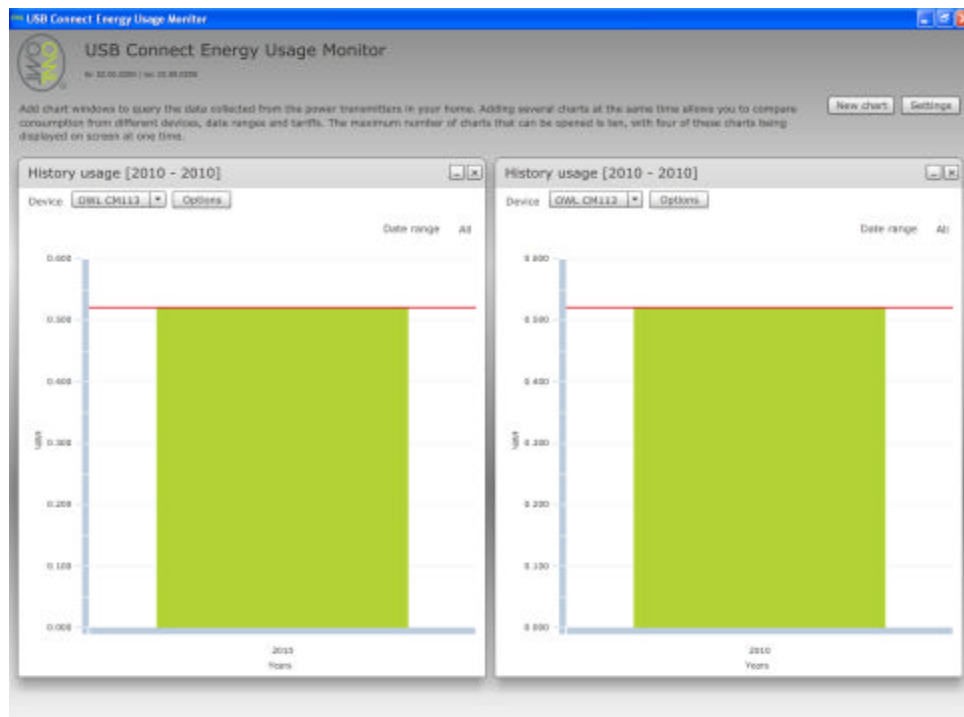 USB Connect Energy Usage Monitor
USB Connect Energy Usage Monitor
Add chart windows to query the data collected from the power transmitters in your home. Adding several charts at the same time allows you to compare
consumption from different devices, date ranges and tariffs. The maximum number of charts that can be opened is ten, with four of these charts being
displayed on screen at one time.
New chart Settings
History usage [2010 - 2010]
Device OWL CM113 Options
Date range All
0.600
0.500
0.400
0.300
0.200
0.100
0.000
2010
Years
History usage [2010 - 2010]
Device OWL CM113 Options
Date range All
0.600
0.500
0.400
0.300
0.200
0.100
0.000
2010
Years